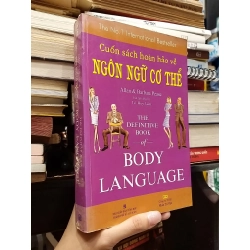 The No. 1 International Bestseller
Cuốn sách hoàn hảo về
NGÔN NGỮ CƠ THỂ
Allan & Barbara Pease
THE
DEFINITIVE
BOOK
of
BODY
LANGUAGE